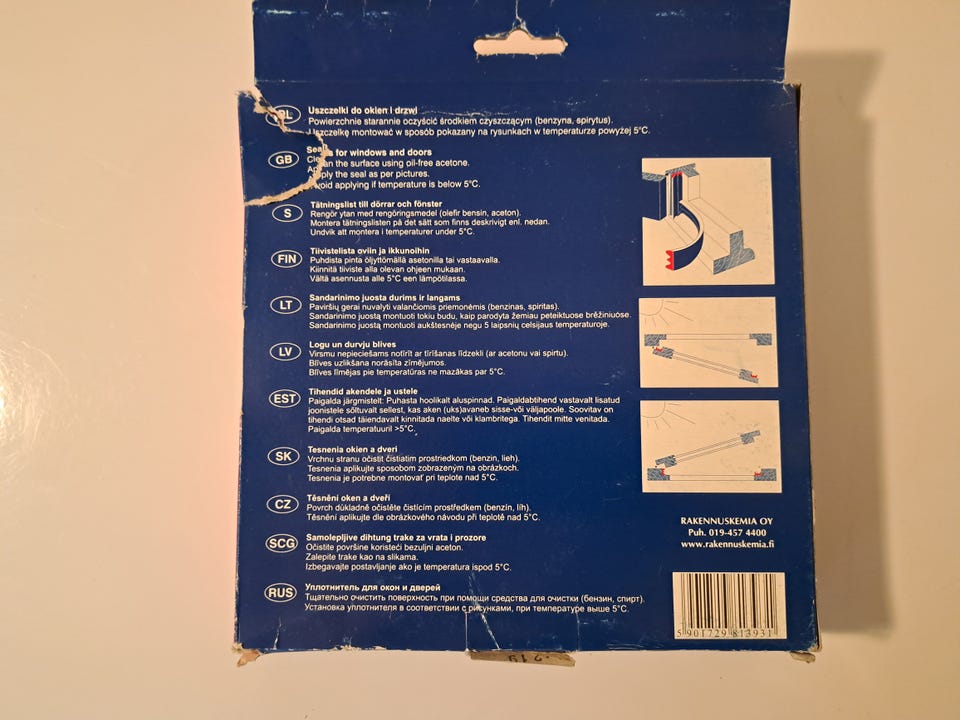 PL
Uszczelki do okien i drzwi
Powierzchnie starannie oczyścić środkiem czyszczącym (benzyna, spirytus).
Uszczelkę montować w sposób pokazany na rysunkach w temperaturze powyżej 5°C.
GB
for windows and doors
the surface using oil-free acetone.
the seal as per pictures.
Avoid applying if temperature is below 5°C.
S
Tätningslist till dörrar och fönster
Rengör ytan med rengöringsmedel (olefir bensin, aceton).
Montera tätningslisten på det sätt som finns deskrivigt enl. nedan.
Undvik att montera i temperaturer under 5°C.
FIN
Tiivistelista oviin ja ikkunoihin
Puhdista pinta öljyttömällä asetonilla tai vastaavalla.
Kiinnitä tiiviste alla olevan ohjeen mukaan.
Vältä asennusta alle 5°C een lämpötilassa.
LT
Sandarinimo juosta durims ir langams
Paviršių gerai nuvalyti valančiomis priemonėmis (benzinas, spiritas).
Sandarinimo juostą montuoti tokiu budu, kaip parodyta žemiau peteiktuose brėžiniuose.
Sandarinimo juostą montuoti aukštesnėje negu 5 laipsnių celsijaus temperaturoje.
LV
Logu un durvju blives
Virsmu nepieciešams notīrīt ar tīrīšanas līdzekli (ar acetonu vai spirtu).
Blīves uzlikšana norāsīta zīmējumos.
Blīves līmējas pie temperatūras ne mazākas par 5°C.
EST
Tihendid akendele ja ustele
Paigalda järgmistelt: Puhasta hoolikalt aluspinnad. Paigaldabtihend vastavalt lisatud
joonistele sõltuvalt sellest, kas aken (uks)avaneb sisse-või väljapoole. Soovitav on
tihendi otsad täiendavalt kinnitada naelte või klambritega. Tihendit mitte venitada.
Paigalda temperatuuril >5°C.
SK
Tesnenia okien a dveri
Vrchnu stranu očistiť čistiatim prostriedkom (benzin, lieh).
Tesnenia aplikujte sposobom zobrazeným na obrázkoch.
Tesnenia je potrebne montovať pri teplote nad 5°C.
CZ
Těsnění oken a dveří
Povrch důkladně očistěte čistícím prostředkem (benzín, líh).
Těsnění aplikujte dle obrázkového návodu při teplotě nad 5°C.
SCG
Samolepljive dihtung trake za vrata i prozore
Očistite površine koristeći bezuljni aceton.
Zalepite trake kao na slikama.
Izbegavajte postavljanje ako je temperatura ispod 5°C.
RUS
Уплотнитель для окон и дверей
Тщательно очистить поверхность при помощи средства для очистки (бензин, спирт).
Установка уплотнителя в соответствии с рисунками, при температуре выше 5°C.
RAKENNUSKEMIA OY
Puh. 019-457 4400
www.rakennuskemia.fi
5 901729 813931